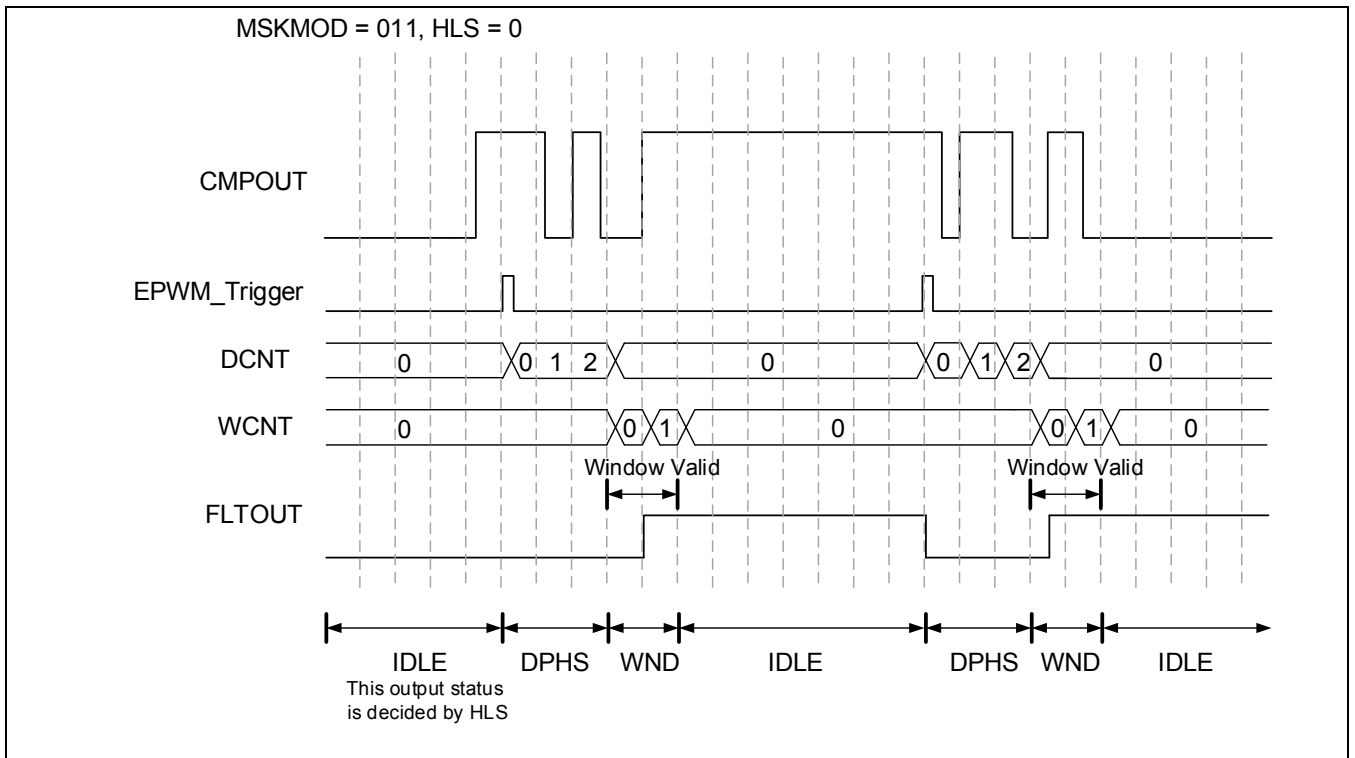 MSKMOD = 011, HLS = 0
CMPOUT
EPWM_Trigger
DCNT 0 0 1 2 0 0 1 2 0
WCNT 0 0 1 0 0 1 0
Window Valid Window Valid
FLTOUT
IDLE DPHS WND IDLE DPHS WND IDLE
This output status
is decided by HLS